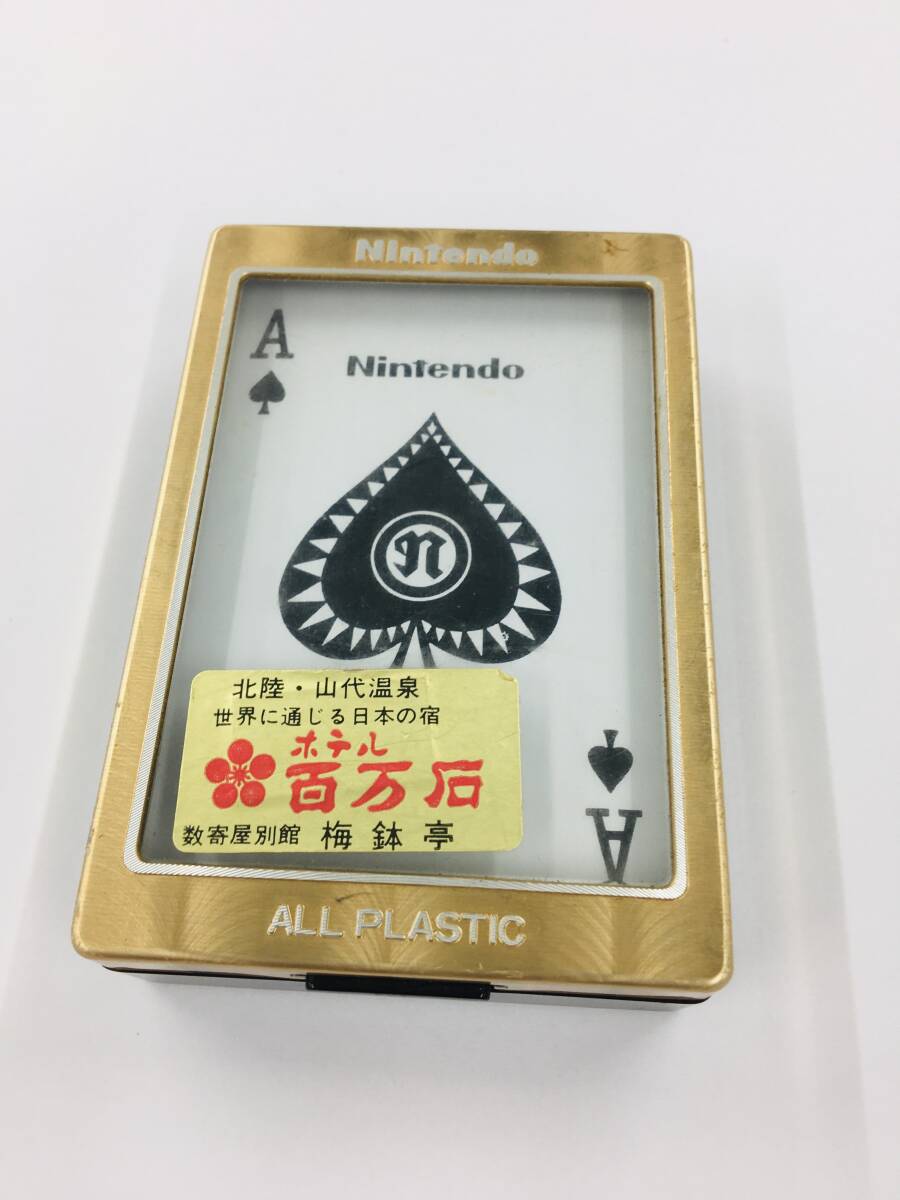 Nintendo
A
Nintendo
n
北陸・山代温泉
世界に通じる日本の宿
ホテル
百万石
数寄屋別館 梅鉢亭
A
ALL PLASTIC